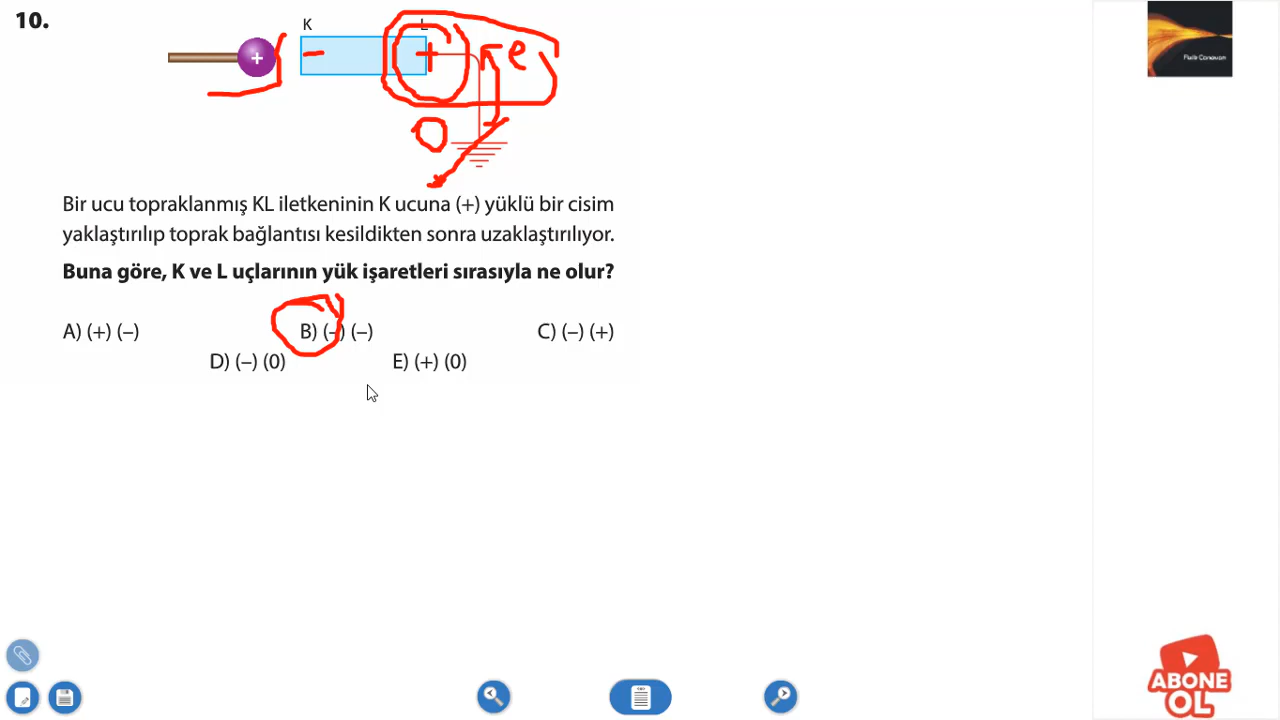 10.
K L
+ – + e
0
Bir ucu topraklanmış KL iletkeninin K ucuna (+) yüklü bir cisim
yaklaştırılıp toprak bağlantısı kesildikten sonra uzaklaştırılıyor.
Buna göre, K ve L uçlarının yük işaretleri sırasıyla ne olur?
A) (+) (–) B) (–) (–) C) (–) (+)
D) (–) (0) E) (+) (0)
ABONE
OL